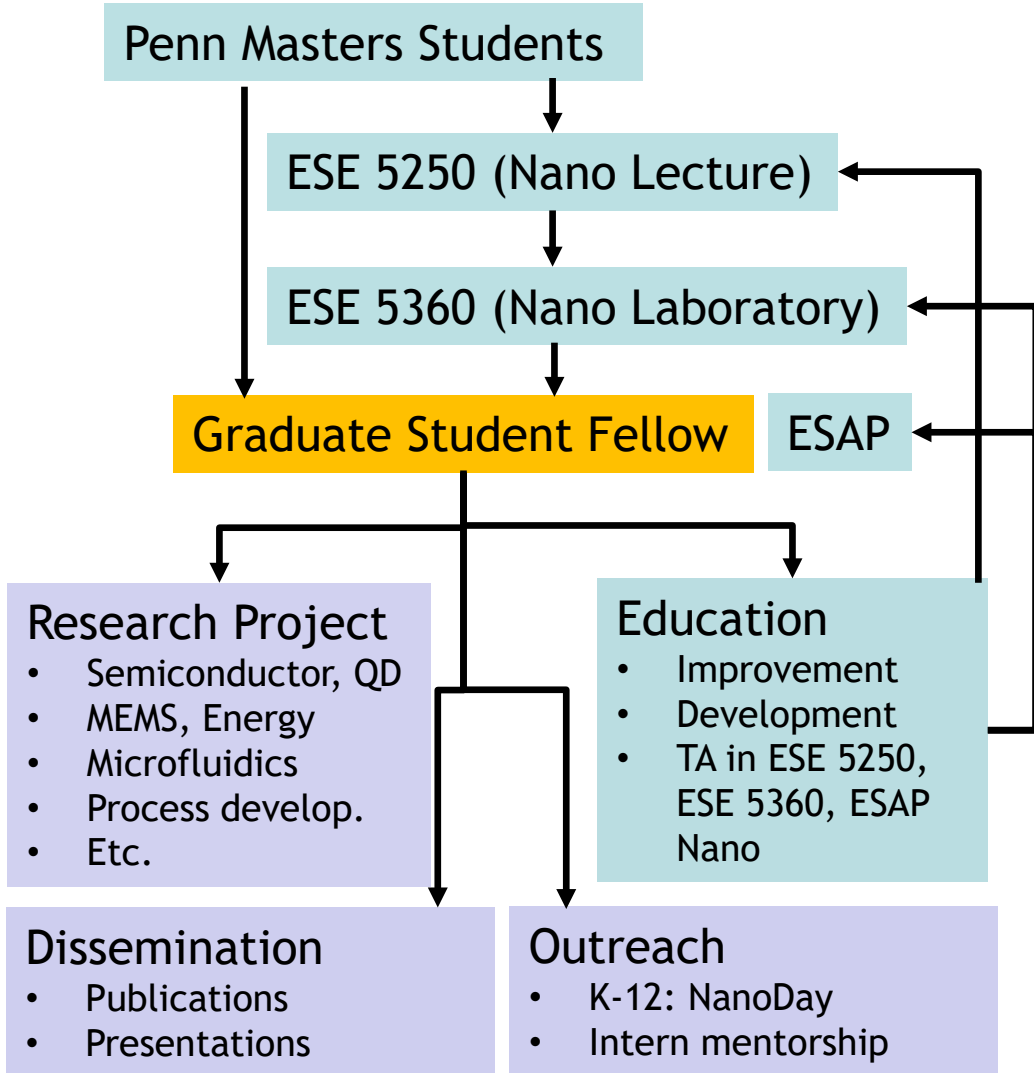 Penn Masters Students
ESE 5250 (Nano Lecture)
ESE 5360 (Nano Laboratory)
Graduate Student Fellow
ESAP
Research Project
• Semiconductor, QD
• MEMS, Energy
• Microfluidics
• Process develop.
• Etc.
Education
• Improvement
• Development
• TA in ESE 5250,
ESE 5360, ESAP
Nano
Dissemination
• Publications
• Presentations
Outreach
• K-12: NanoDay
• Intern mentorship